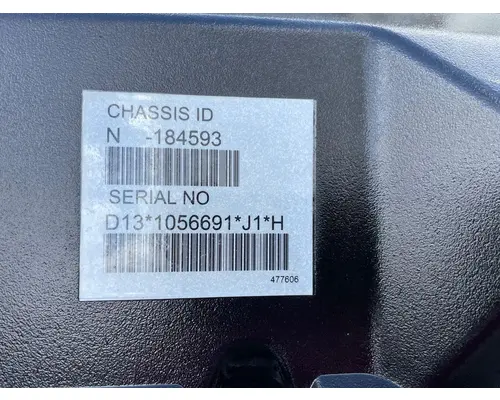 CHASSIS ID
N -184593
SERIAL NO
D13*1056691*J1*H
477606